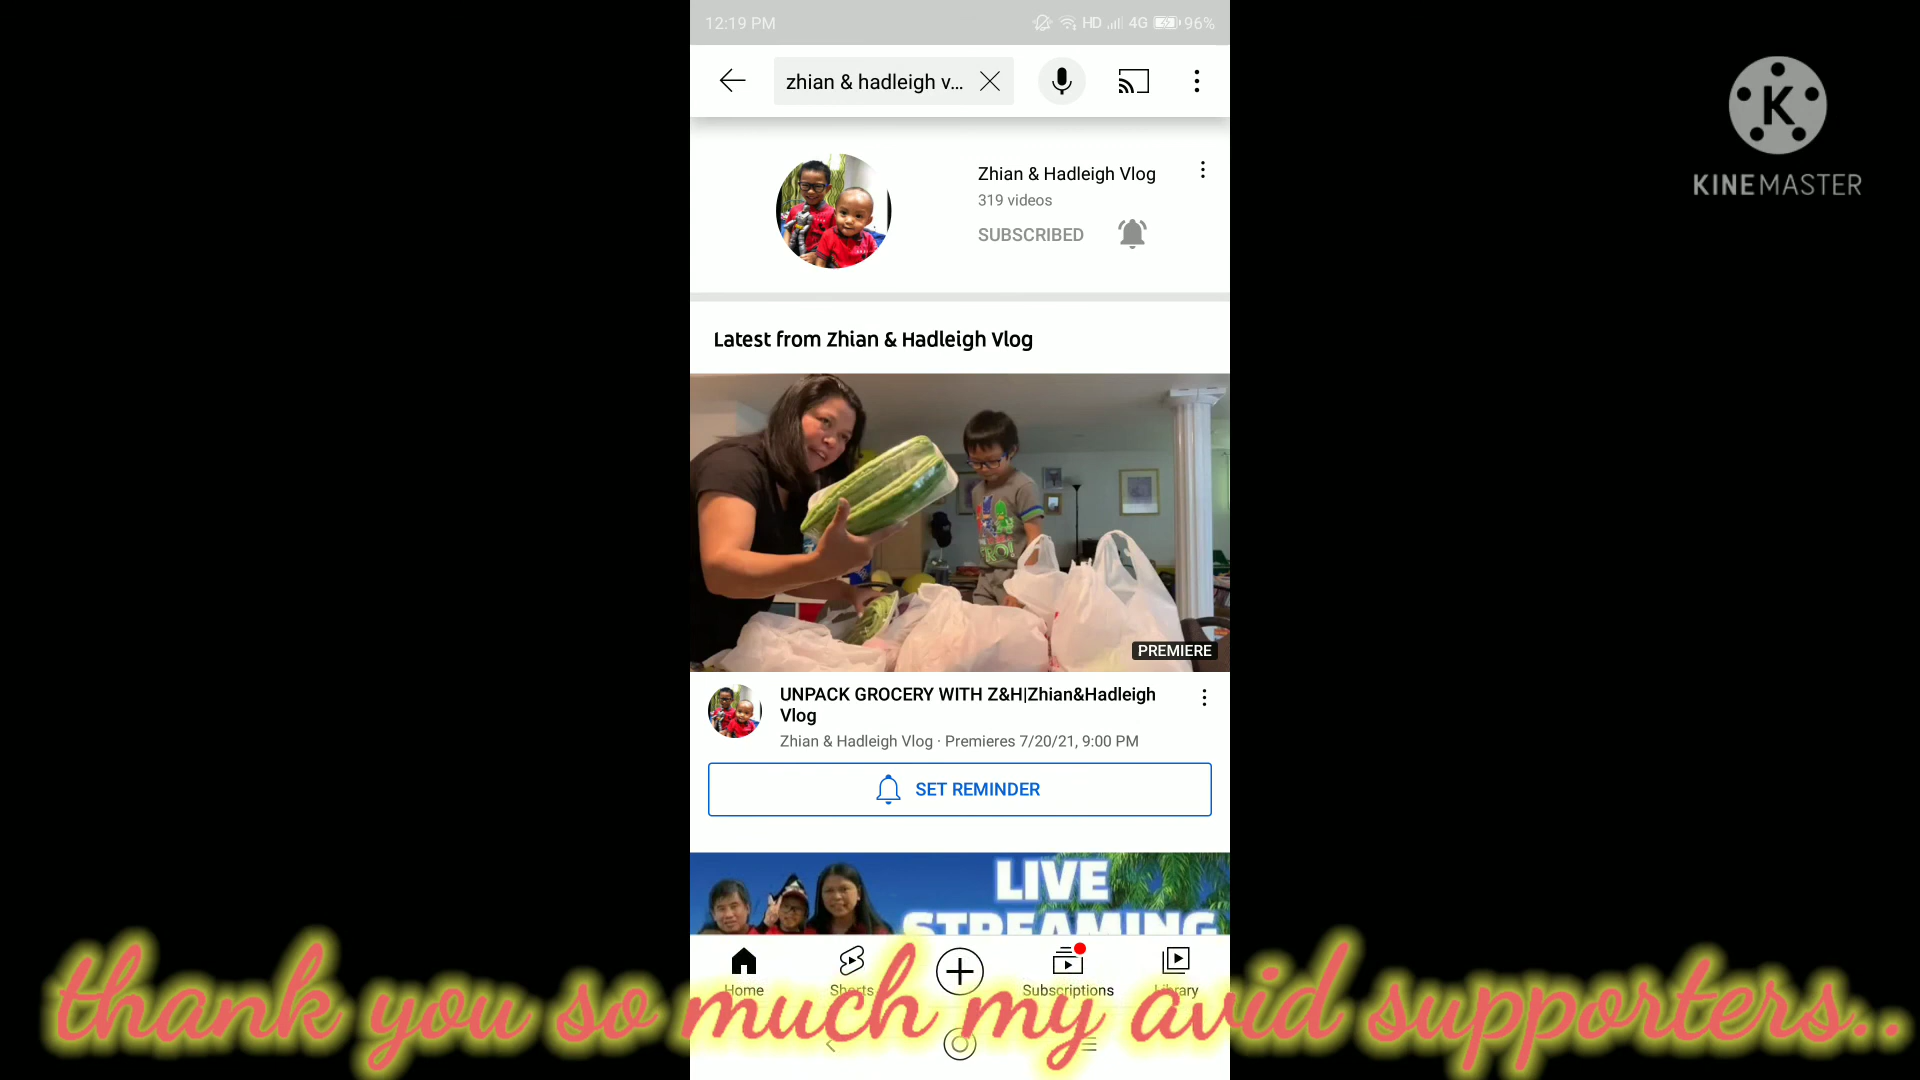 12:19 PM
HD 4G 96%
zhian & hadleigh v...
K
KINEMASTER
Zhian & Hadleigh Vlog
319 videos
SUBSCRIBED
Latest from Zhian & Hadleigh Vlog
PREMIERE
UNPACK GROCERY WITH Z&H|Zhian&Hadleigh
Vlog
Zhian & Hadleigh Vlog · Premieres 7/20/21, 9:00 PM
SET REMINDER
LIVE
STREAMING
Home Shorts Subscriptions Library
thank you so much my avid supporters..